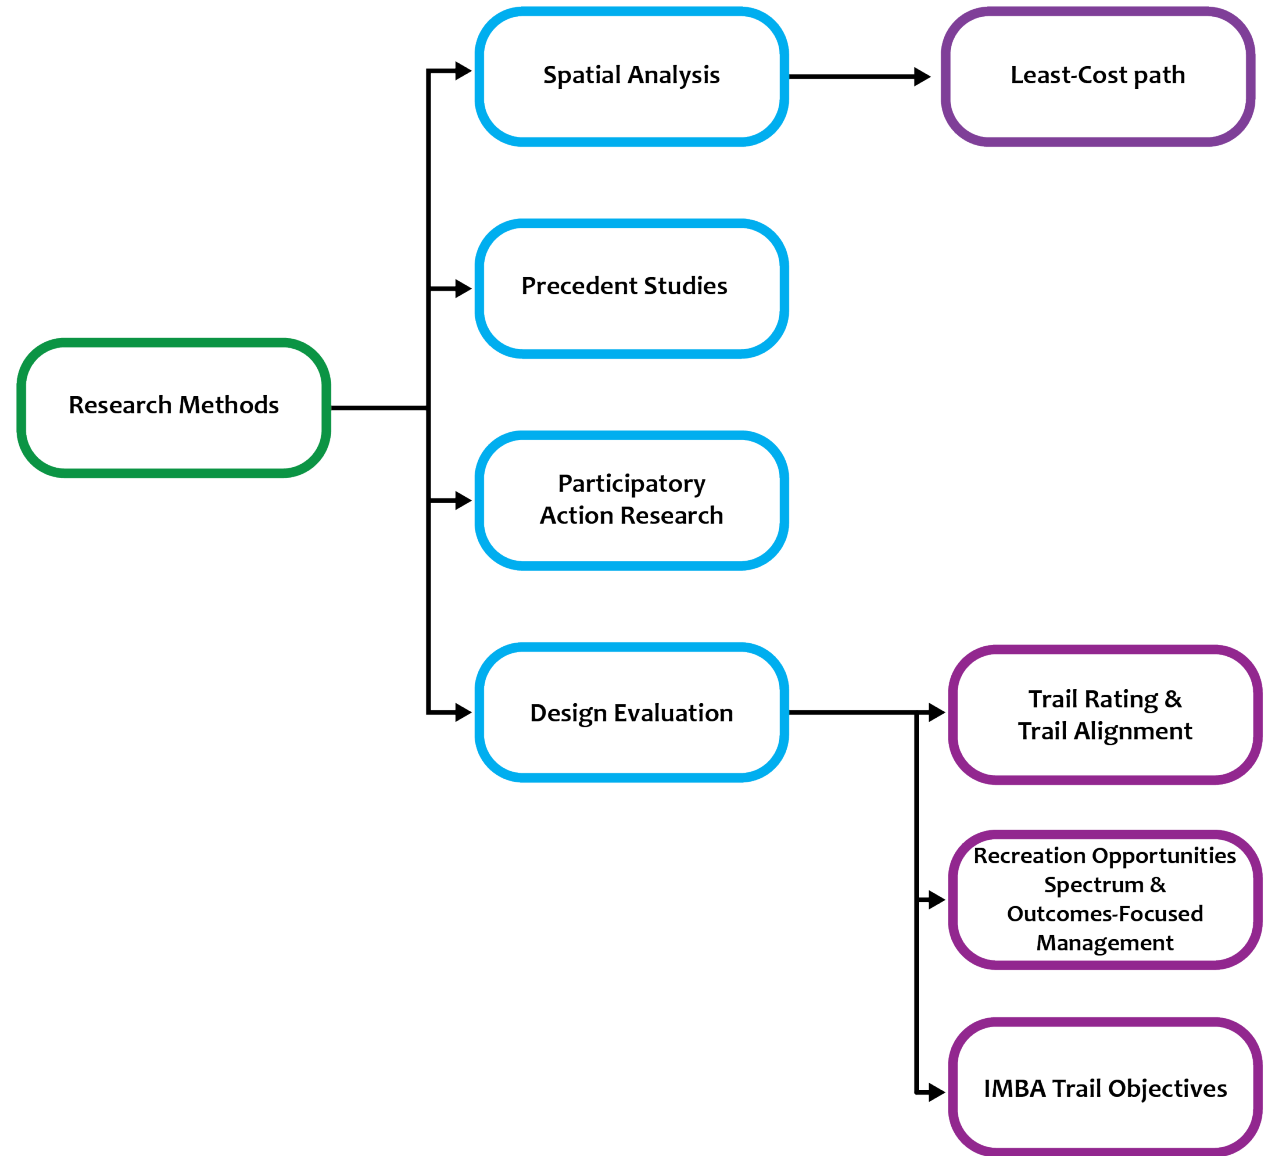 Spatial Analysis
Least-Cost path
Precedent Studies
Research Methods
Participatory
Action Research
Design Evaluation
Trail Rating &
Trail Alignment
Recreation Opportunities
Spectrum &
Outcomes-Focused
Management
IMBA Trail Objectives